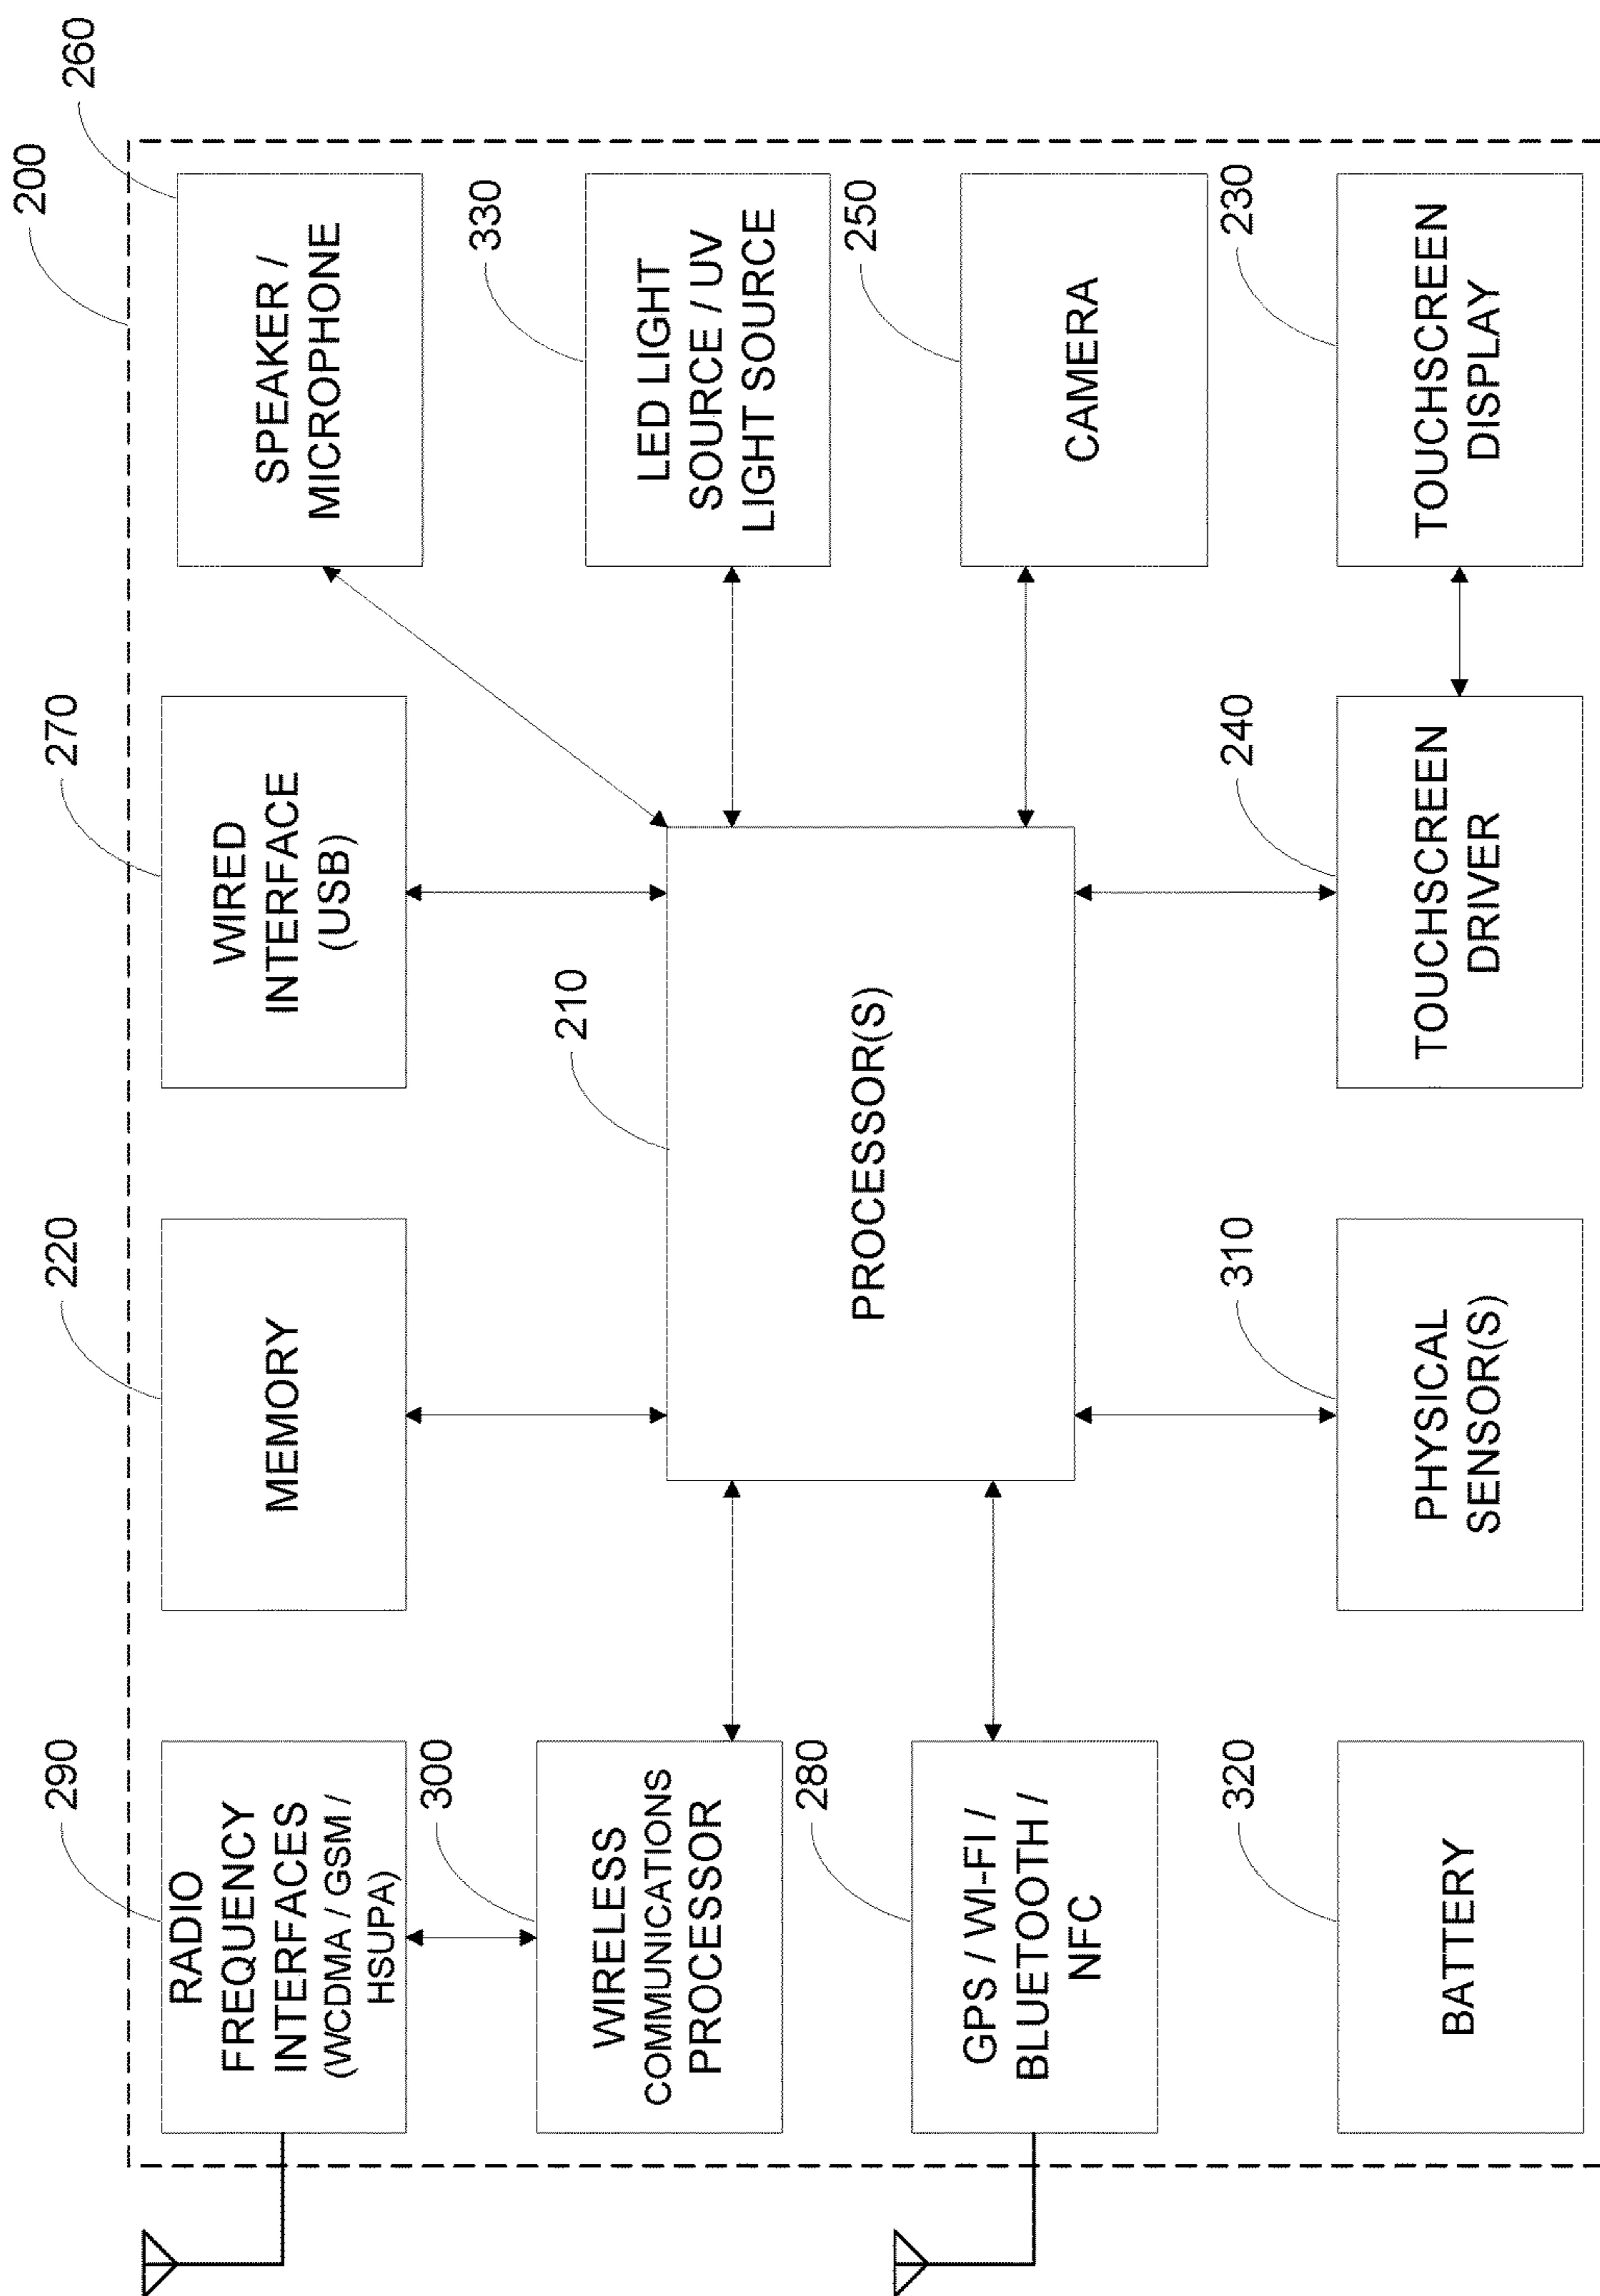 200
290
RADIO
FREQUENCY
INTERFACES
(WCDMA / GSM /
HSUPA)
220
MEMORY
270
WIRED
INTERFACE
(USB)
260
SPEAKER /
MICROPHONE
300
WIRELESS
COMMUNICATIONS
PROCESSOR
210
PROCESSOR(S)
330
LED LIGHT
SOURCE / UV
LIGHT SOURCE
280
GPS / WI-FI /
BLUETOOTH /
NFC
250
CAMERA
320
BATTERY
310
PHYSICAL
SENSOR(S)
240
TOUCHSCREEN
DRIVER
230
TOUCHSCREEN
DISPLAY